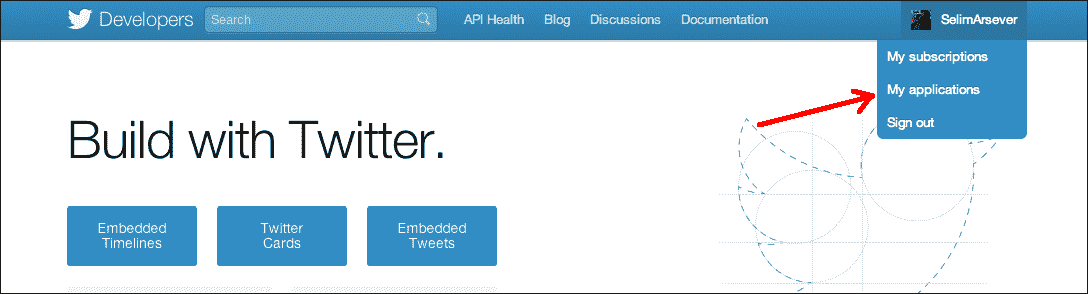 Developers
Search
API Health
Blog
Discussions
Documentation
SelimArsever
My subscriptions
My applications
Sign out
Build with Twitter.
Embedded
Timelines
Twitter
Cards
Embedded
Tweets